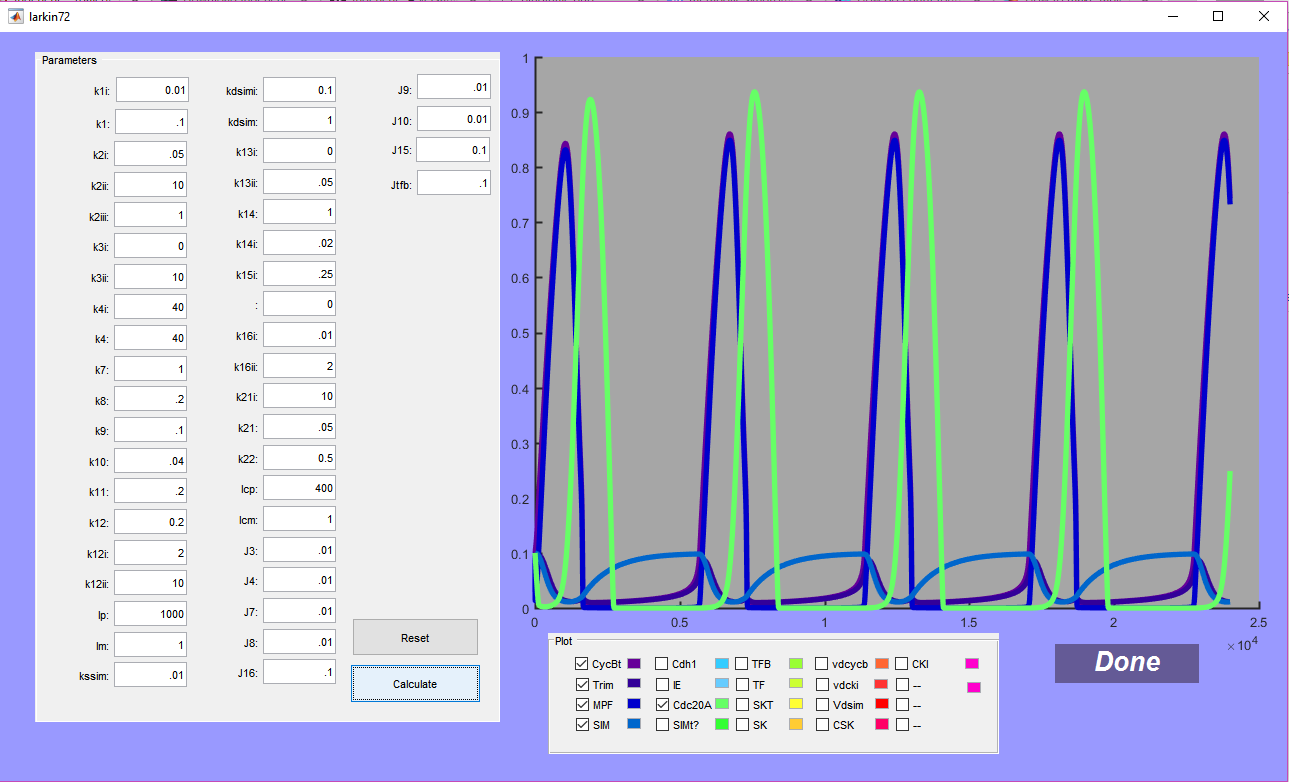 larkin72
Parameters
k1i: 0.01
k1: .1
k2i: .05
k2ii: 10
k2iii: 1
k3i: 0
k3ii: 10
k4i: 40
k4: 40
k7: 1
k8: .2
k9: .1
k10: .04
k11: .2
k12: 0.2
k12i: 2
k12ii: 10
lp: 1000
lm: 1
kssim: .01
kdsimi: 0.1
kdsim: 1
k13i: 0
k13ii: .05
k14: 1
k14i: .02
k15i: .25
: 0
k16i: .01
k16ii: 2
k21i: 10
k21: .05
k22: 0.5
lcp: 400
lcm: 1
J3: .01
J4: .01
J7: .01
J8: .01
J16: .1
J9: .01
J10: 0.01
J15: 0.1
Jtfb: .1
Reset
Calculate
1
0.9
0.8
0.7
0.6
0.5
0.4
0.3
0.2
0.1
0
0 0.5 1 1.5 2 2.5
× 10⁴
Plot
CycBt Cdh1 TFB vdcycb CKI
Trim IE TF vdcki --
MPF Cdc20A SKT Vdsim --
SIM SIMt? SK CSK --
Done